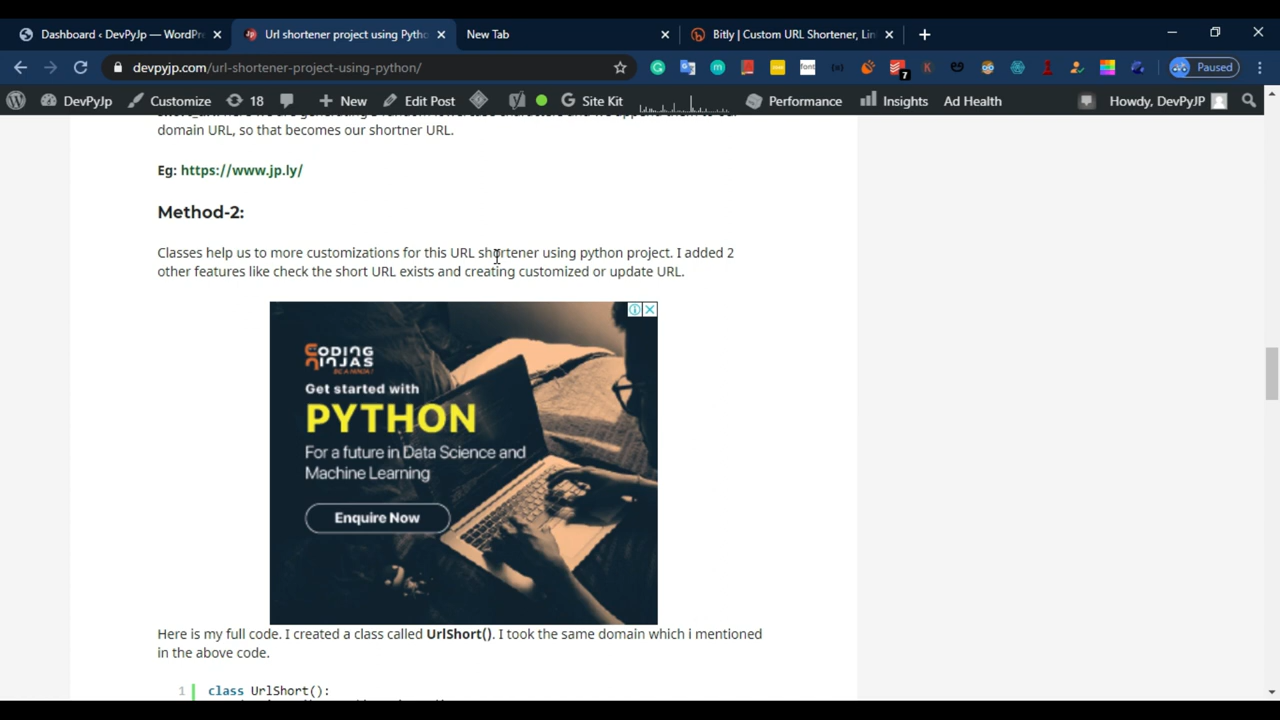 Dashboard ‹ DevPyJp — WordPr
Url shortener project using Pytho
New Tab
Bitly | Custom URL Shortener, Lin
devpyjp.com/url-shortener-project-using-python/
7
Paused
DevPyJp
Customize
18
New
Edit Post
Site Kit
Performance
Insights
Ad Health
Howdy, DevPyJP
domain URL, so that becomes our shortner URL.
Eg: https://www.jp.ly/
Method-2:
Classes help us to more customizations for this URL shortener using python project. I added 2
other features like check the short URL exists and creating customized or update URL.
CODING
NINJAS
BE A NINJA!
Get started with
PYTHON
For a future in Data Science and
Machine Learning
Enquire Now
Here is my full code. I created a class called UrlShort(). I took the same domain which i mentioned
in the above code.
1 class UrlShort():